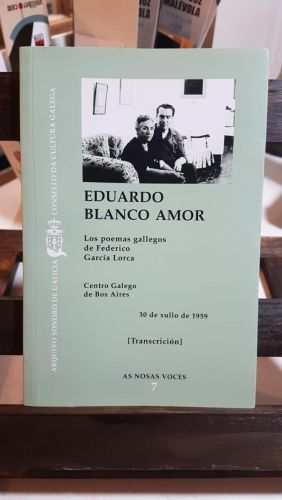 EDUARDO
BLANCO AMOR
Los poemas gallegos
de Federico
García Lorca
Centro Galego
de Bos Aires
30 de xullo de 1959
[Transcrición]
AS NOSAS VOCES
7
ARQUIVO SONORO DE GALICIA
CONSELLO DA CULTURA GALEGA
MALÉVOLA